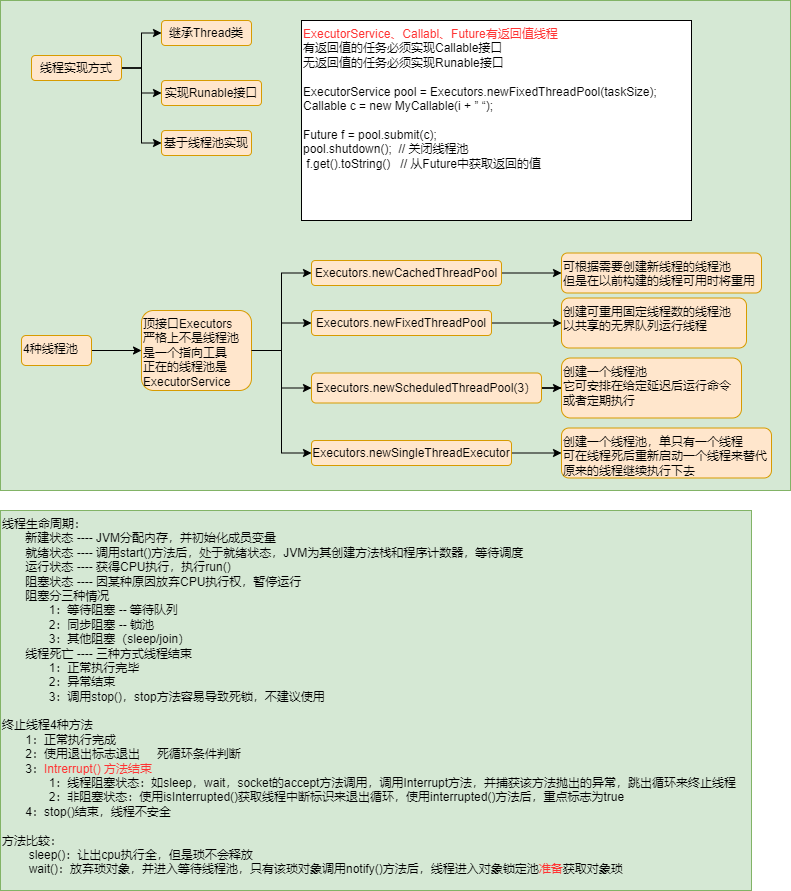 线程实现方式
继承Thread类
实现Runable接口
基于线程池实现
ExecutorService、Callabl、Future有返回值线程
有返回值的任务必须实现Callable接口
无返回值的任务必须实现Runable接口
ExecutorService pool = Executors.newFixedThreadPool(taskSize);
Callable c = new MyCallable(i + ” “);
Future f = pool.submit(c);
pool.shutdown();  // 关闭线程池
f.get().toString()   // 从Future中获取返回的值
4种线程池
顶接口Executors
严格上不是线程池
是一个指向工具
正在的线程池是
ExecutorService
Executors.newCachedThreadPool
可根据需要创建新线程的线程池
但是在以前构建的线程可用时将重用
Executors.newFixedThreadPool
创建可重用固定线程数的线程池
以共享的无界队列运行线程
Executors.newScheduledThreadPool(3）
创建一个线程池
它可安排在给定延迟后运行命令
或者定期执行
Executors.newSingleThreadExecutor
创建一个线程池，单只有一个线程
可在线程死后重新启动一个线程来替代
原来的线程继续执行下去
线程生命周期：
新建状态 ---- JVM分配内存，并初始化成员变量
就绪状态 ---- 调用start()方法后，处于就绪状态，JVM为其创建方法栈和程序计数器，等待调度
运行状态 ---- 获得CPU执行，执行run()
阻塞状态 ---- 因某种原因放弃CPU执行权，暂停运行
阻塞分三种情况
1：等待阻塞 -- 等待队列
2：同步阻塞 -- 锁池
3：其他阻塞（sleep/join）
线程死亡 ---- 三种方式线程结束
1：正常执行完毕
2：异常结束
3：调用stop()，stop方法容易导致死锁，不建议使用
终止线程4种方法
1：正常执行完成
2：使用退出标志退出     死循环条件判断
3：Intrerrupt() 方法结束
1：线程阻塞状态：如sleep，wait，socket的accept方法调用，调用Interrupt方法，并捕获该方法抛出的异常，跳出循环来终止线程
2：非阻塞状态：使用isInterrupted()获取线程中断标识来退出循环，使用interrupted()方法后，重点标志为true
4：stop()结束，线程不安全
方法比较：
sleep()：让出cpu执行全，但是琐不会释放
wait()：放弃琐对象，并进入等待线程池，只有该琐对象调用notify()方法后，线程进入对象锁定池准备获取对象琐